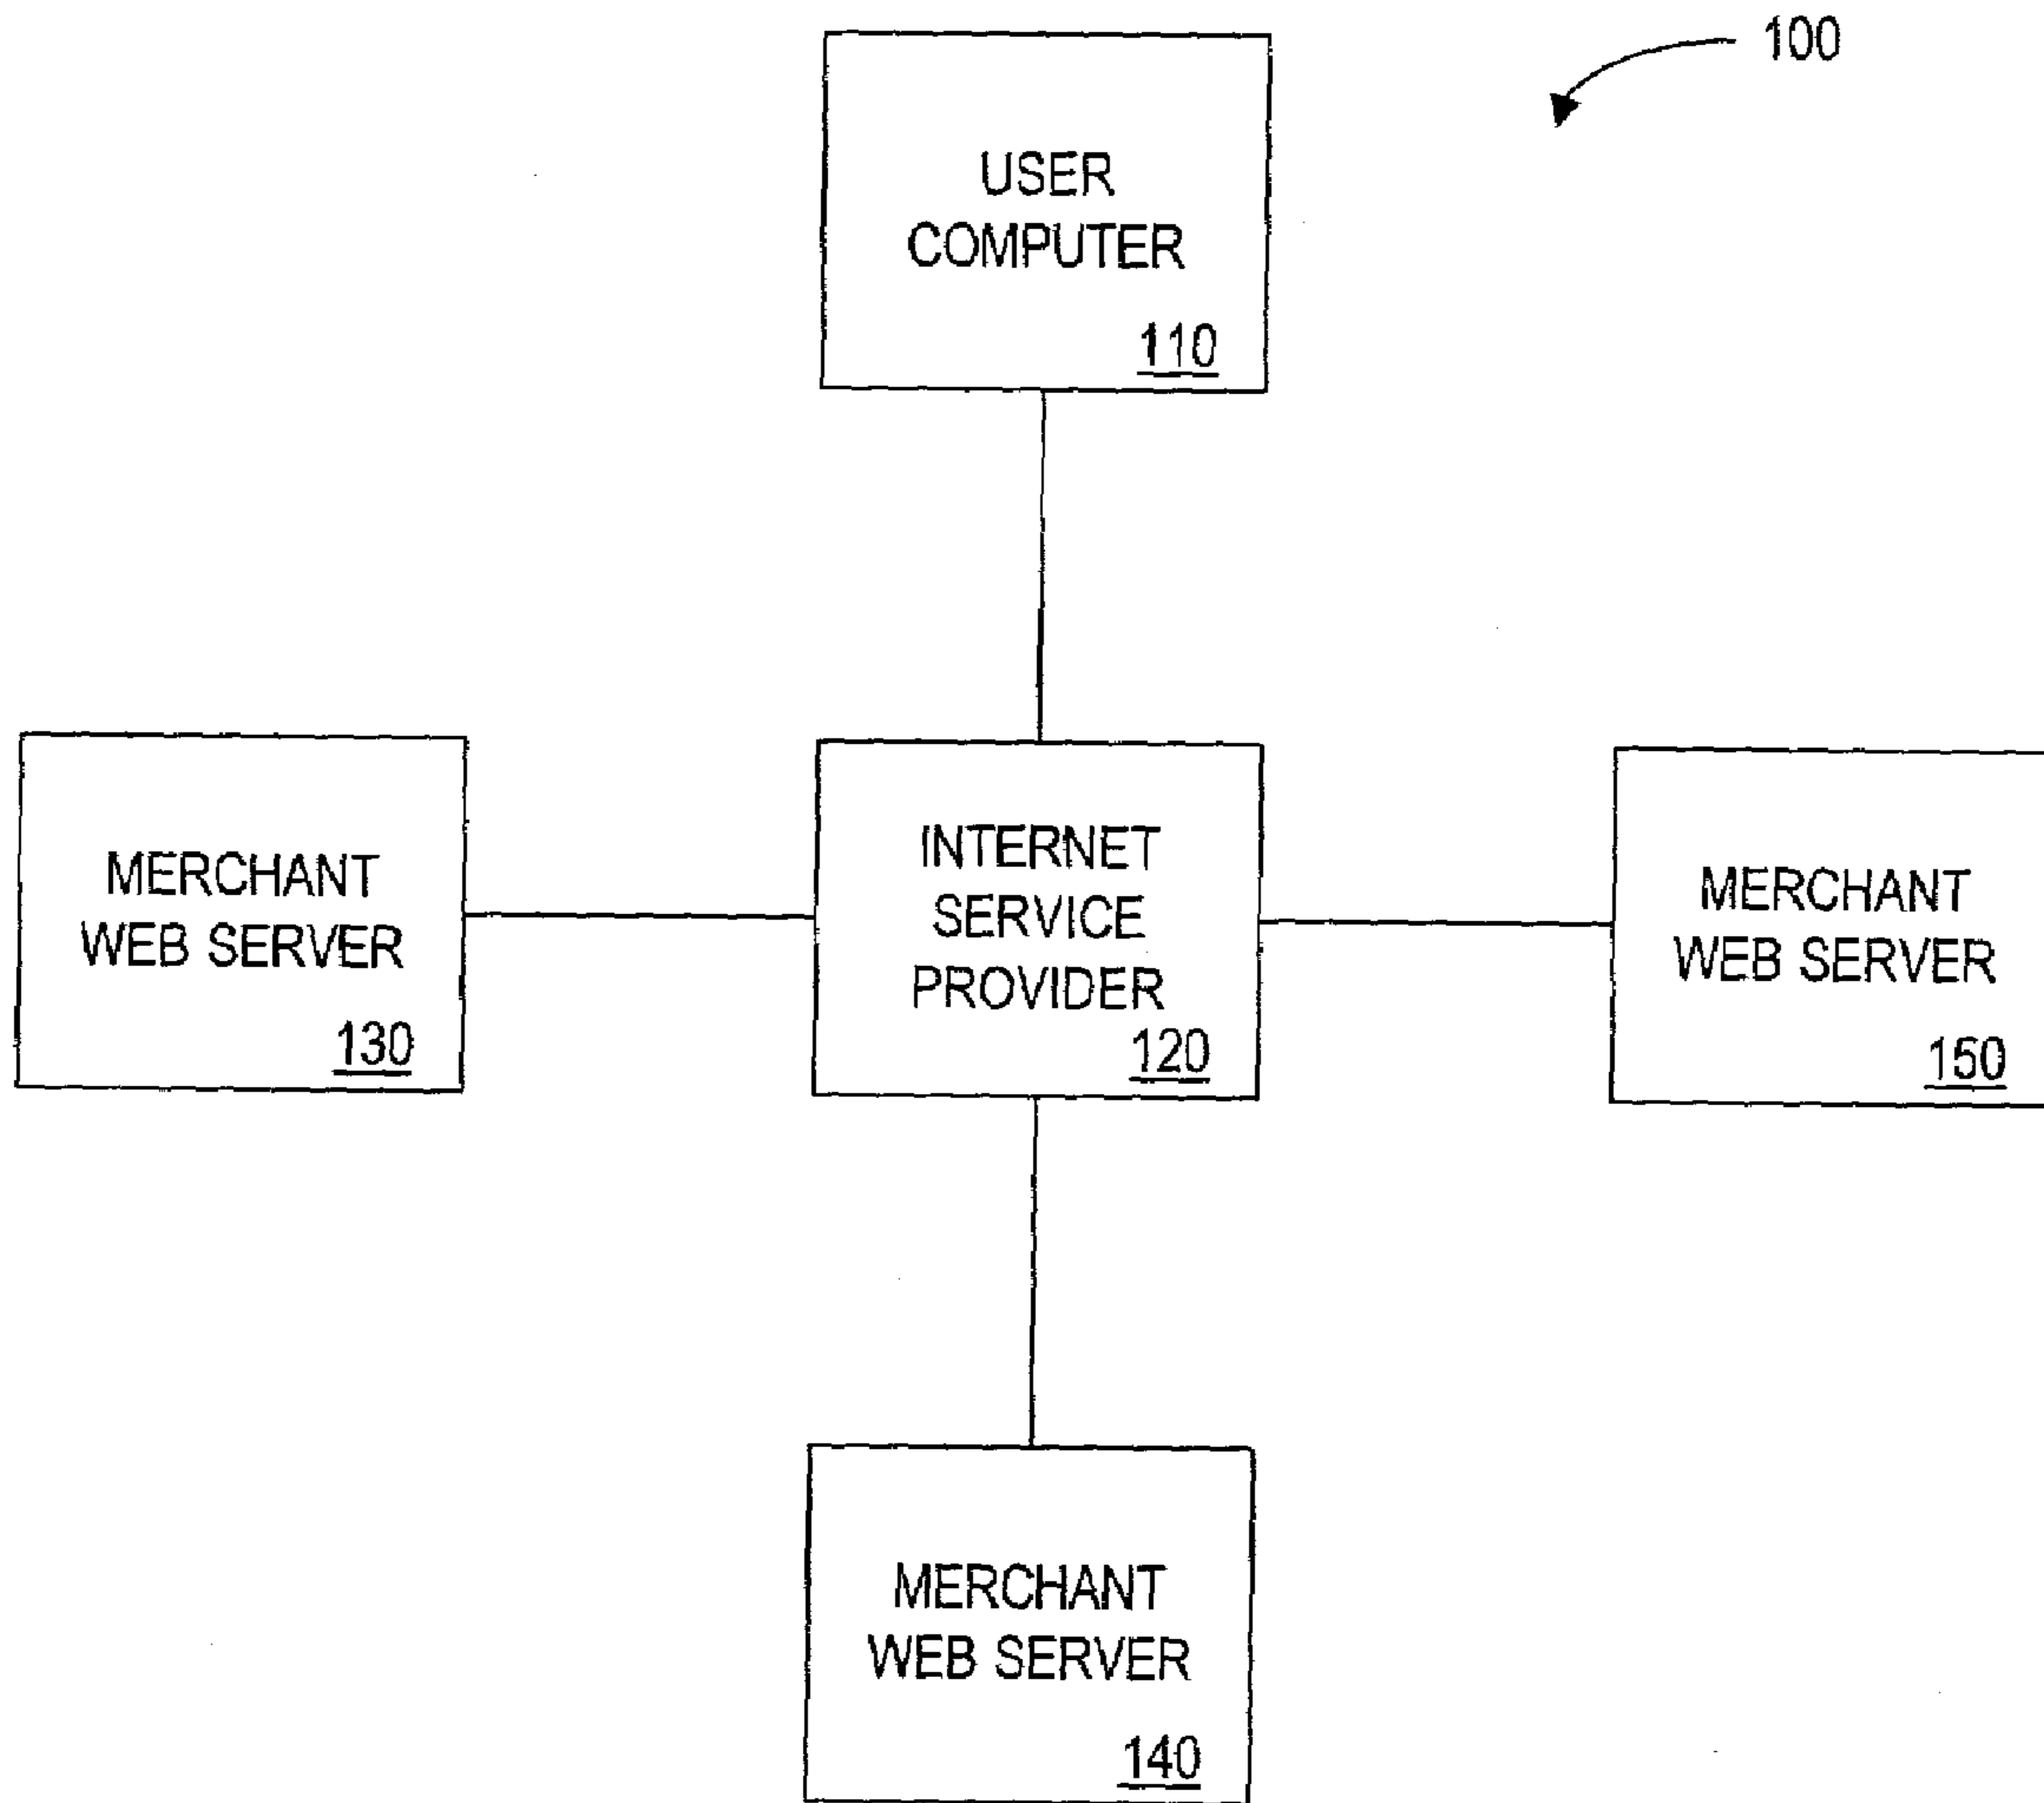 100
USER
COMPUTER
110
MERCHANT
WEB SERVER
130
INTERNET
SERVICE
PROVIDER
120
MERCHANT
WEB SERVER
150
MERCHANT
WEB SERVER
140